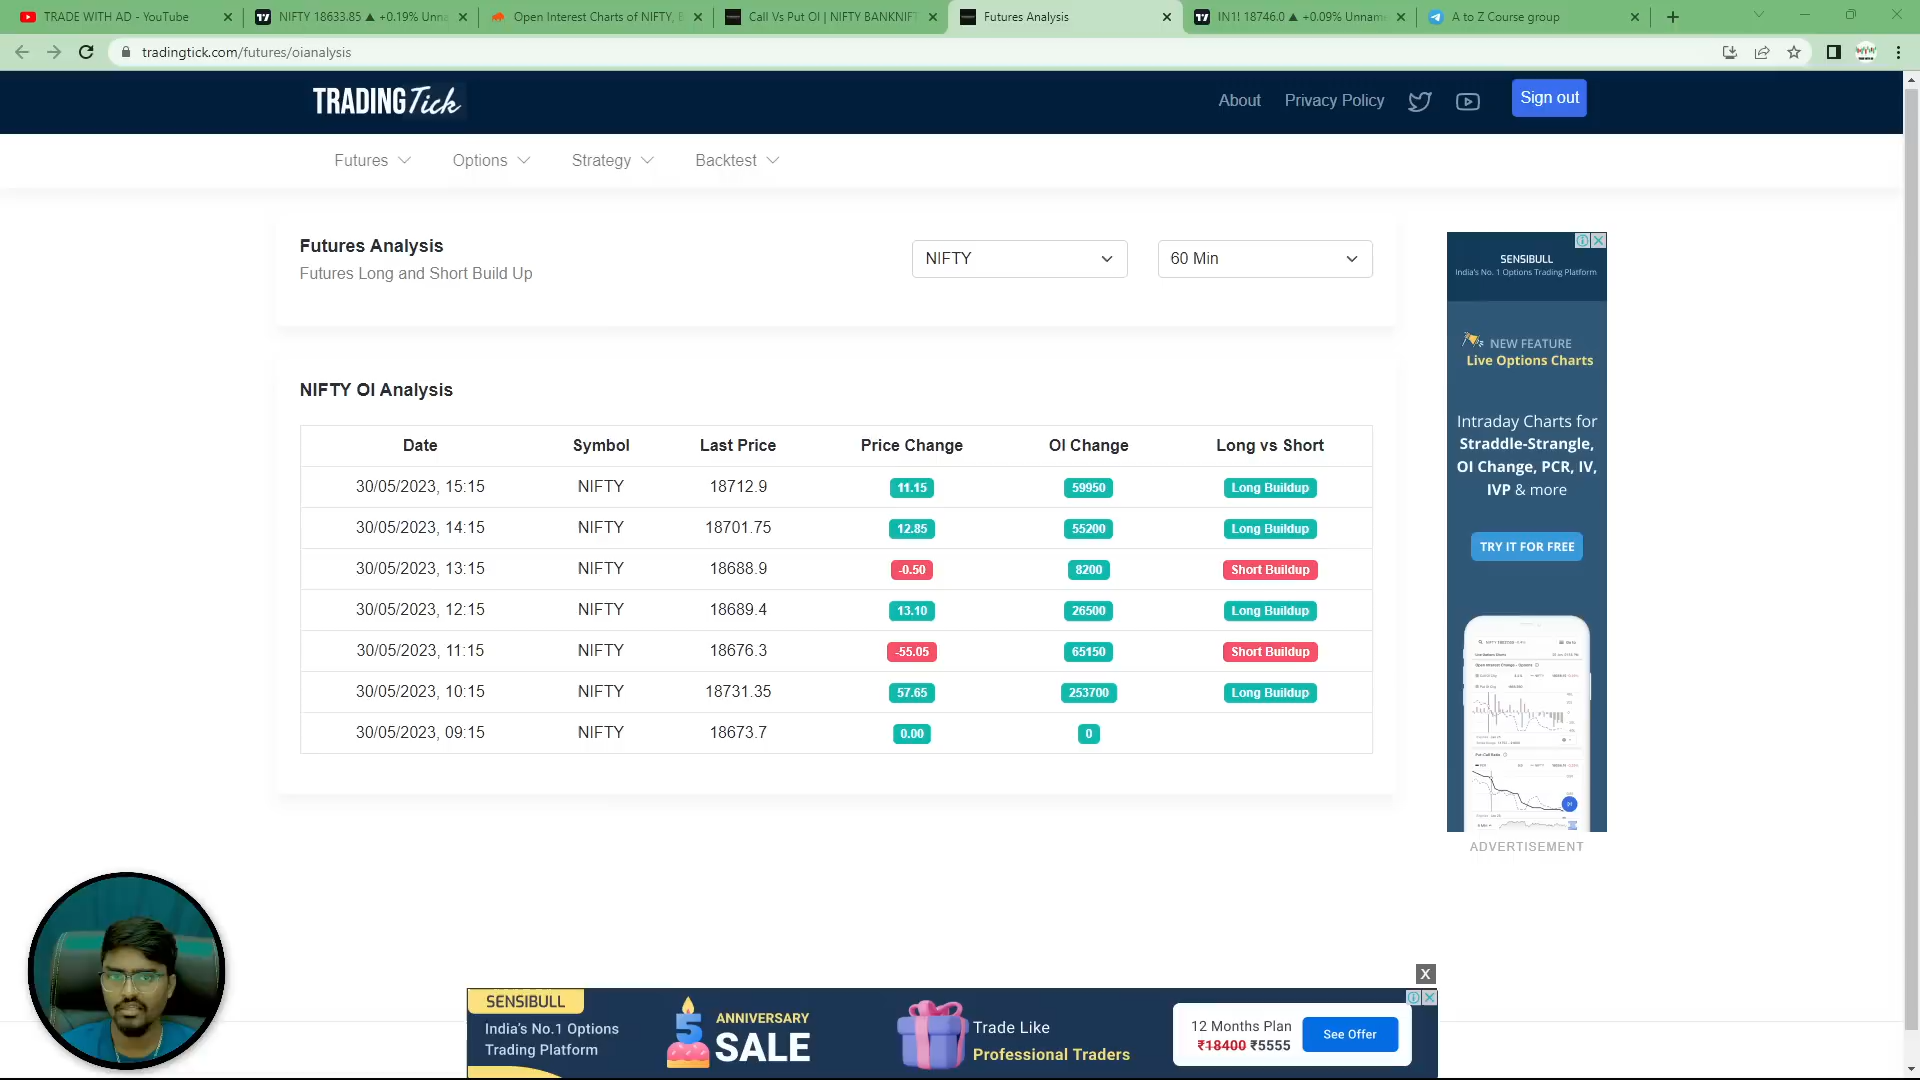 TRADE WITH AD - YouTube
NIFTY 18633.85 ▲ +0.19% Unna
Open Interest Charts of NIFTY, B
Call Vs Put OI | NIFTY BANKNIFT
Futures Analysis
IN1! 18746.0 ▲ +0.09% Unname
A to Z Course group
tradingtick.com/futures/oianalysis
TRADING Tick
About
Privacy Policy
Sign out
Futures
Options
Strategy
Backtest
Futures Analysis
Futures Long and Short Build Up
NIFTY
60 Min
NIFTY OI Analysis
Date Symbol Last Price Price Change OI Change Long vs Short
30/05/2023, 15:15 NIFTY 18712.9 11.15 59950 Long Buildup
30/05/2023, 14:15 NIFTY 18701.75 12.85 55200 Long Buildup
30/05/2023, 13:15 NIFTY 18688.9 -0.50 8200 Short Buildup
30/05/2023, 12:15 NIFTY 18689.4 13.10 26500 Long Buildup
30/05/2023, 11:15 NIFTY 18676.3 -55.05 65150 Short Buildup
30/05/2023, 10:15 NIFTY 18731.35 57.65 253700 Long Buildup
30/05/2023, 09:15 NIFTY 18673.7 0.00 0
SENSIBULL
India's No. 1 Options Trading Platform
NEW FEATURE
Live Options Charts
Intraday Charts for
Straddle-Strangle,
OI Change, PCR, IV,
IVP & more
TRY IT FOR FREE
ADVERTISEMENT
X
SENSIBULL
India's No.1 Options
Trading Platform
5
ANNIVERSARY
SALE
Trade Like
Professional Traders
12 Months Plan
₹18400 ₹5555
See Offer